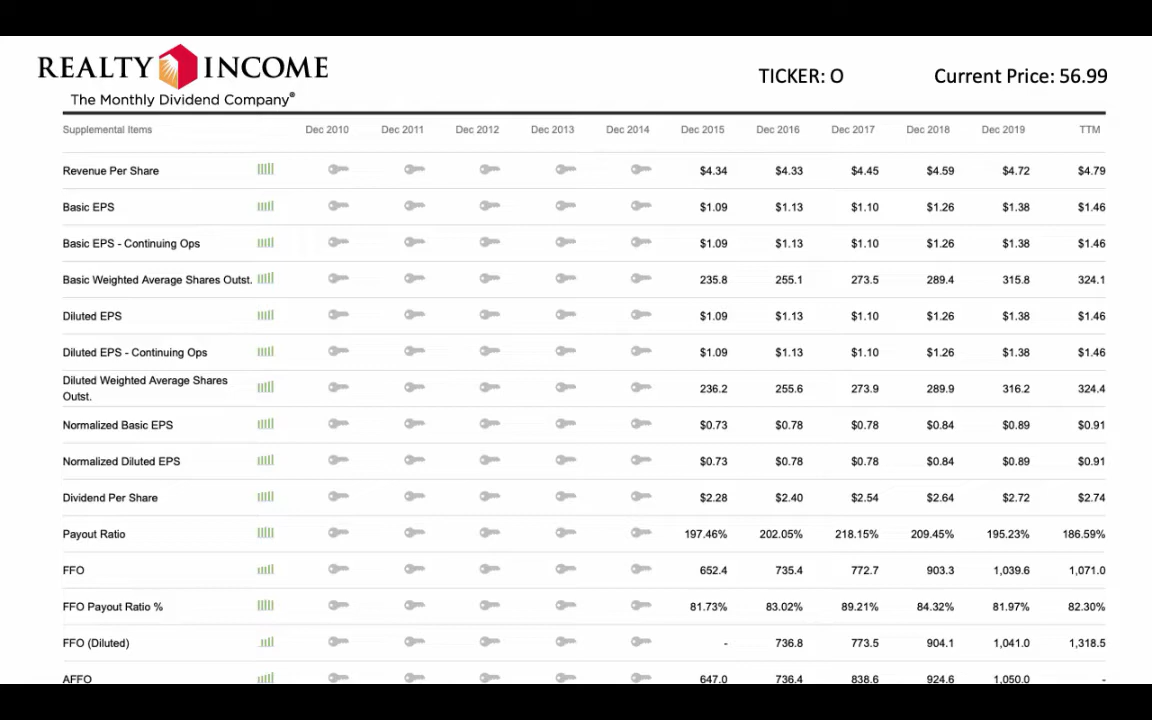 REALTY INCOME
The Monthly Dividend Company®
TICKER: O Current Price: 56.99
Supplemental Items Dec 2010 Dec 2011 Dec 2012 Dec 2013 Dec 2014 Dec 2015 Dec 2016 Dec 2017 Dec 2018 Dec 2019 TTM
Revenue Per Share $4.34 $4.33 $4.45 $4.59 $4.72 $4.79
Basic EPS $1.09 $1.13 $1.10 $1.26 $1.38 $1.46
Basic EPS - Continuing Ops $1.09 $1.13 $1.10 $1.26 $1.38 $1.46
Basic Weighted Average Shares Outst. 235.8 255.1 273.5 289.4 315.8 324.1
Diluted EPS $1.09 $1.13 $1.10 $1.26 $1.38 $1.46
Diluted EPS - Continuing Ops $1.09 $1.13 $1.10 $1.26 $1.38 $1.46
Diluted Weighted Average Shares
Outst. 236.2 255.6 273.9 289.9 316.2 324.4
Normalized Basic EPS $0.73 $0.78 $0.78 $0.84 $0.89 $0.91
Normalized Diluted EPS $0.73 $0.78 $0.78 $0.84 $0.89 $0.91
Dividend Per Share $2.28 $2.40 $2.54 $2.64 $2.72 $2.74
Payout Ratio 197.46% 202.05% 218.15% 209.45% 195.23% 186.59%
FFO 652.4 735.4 772.7 903.3 1,039.6 1,071.0
FFO Payout Ratio % 81.73% 83.02% 89.21% 84.32% 81.97% 82.30%
FFO (Diluted) - 736.8 773.5 904.1 1,041.0 1,318.5
AFFO 647.0 736.4 838.6 924.6 1,050.0 -